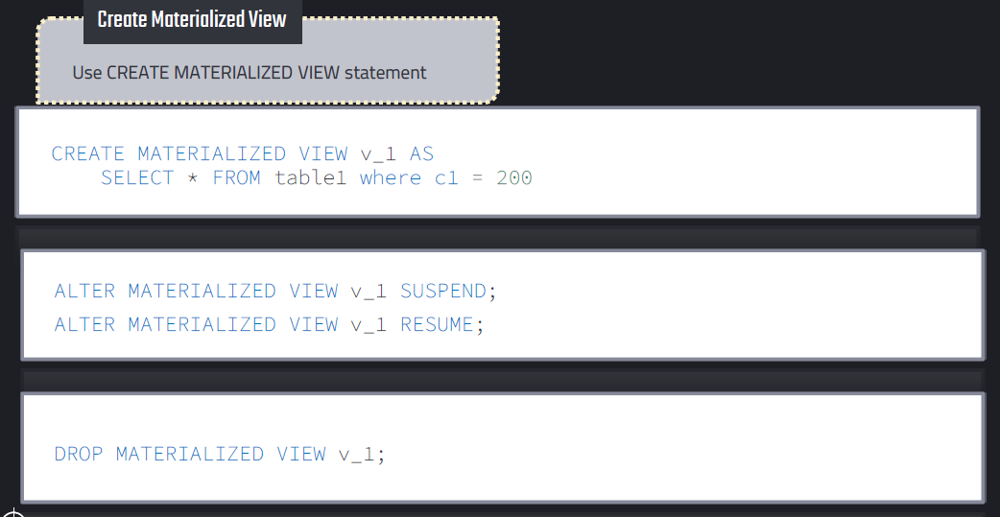 Create Materialized View
Use CREATE MATERIALIZED VIEW statement
CREATE MATERIALIZED VIEW v_1 AS
SELECT * FROM table1 where c1 = 200
ALTER MATERIALIZED VIEW v_1 SUSPEND;
ALTER MATERIALIZED VIEW v_1 RESUME;
DROP MATERIALIZED VIEW v_1;